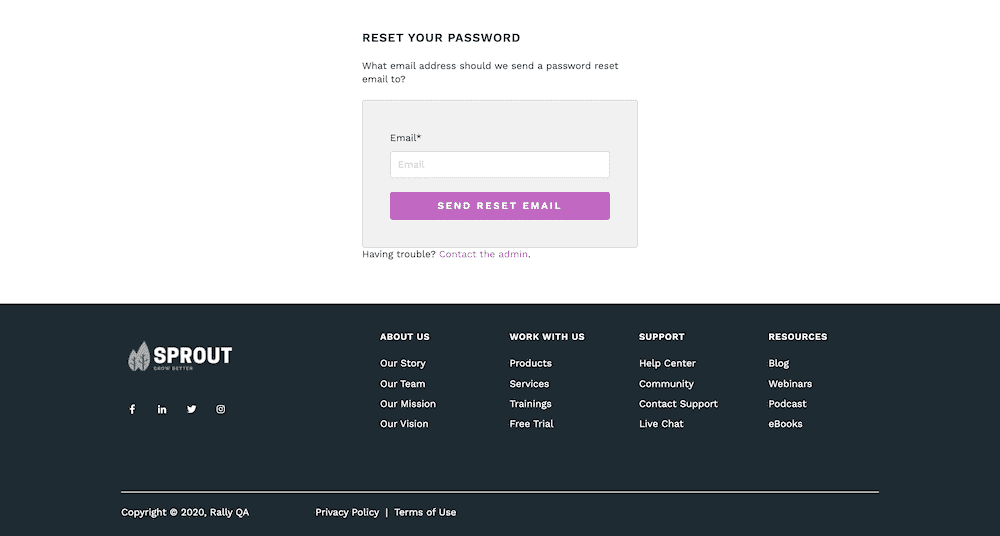 RESET YOUR PASSWORD
What email address should we send a password reset
email to?
Email*
Email
SEND RESET EMAIL
Having trouble? Contact the admin.
SPROUT
GROW BETTER
ABOUT US
Our Story
Our Team
Our Mission
Our Vision
WORK WITH US
Products
Services
Trainings
Free Trial
SUPPORT
Help Center
Community
Contact Support
Live Chat
RESOURCES
Blog
Webinars
Podcast
eBooks
Copyright © 2020, Rally QA
Privacy Policy | Terms of Use